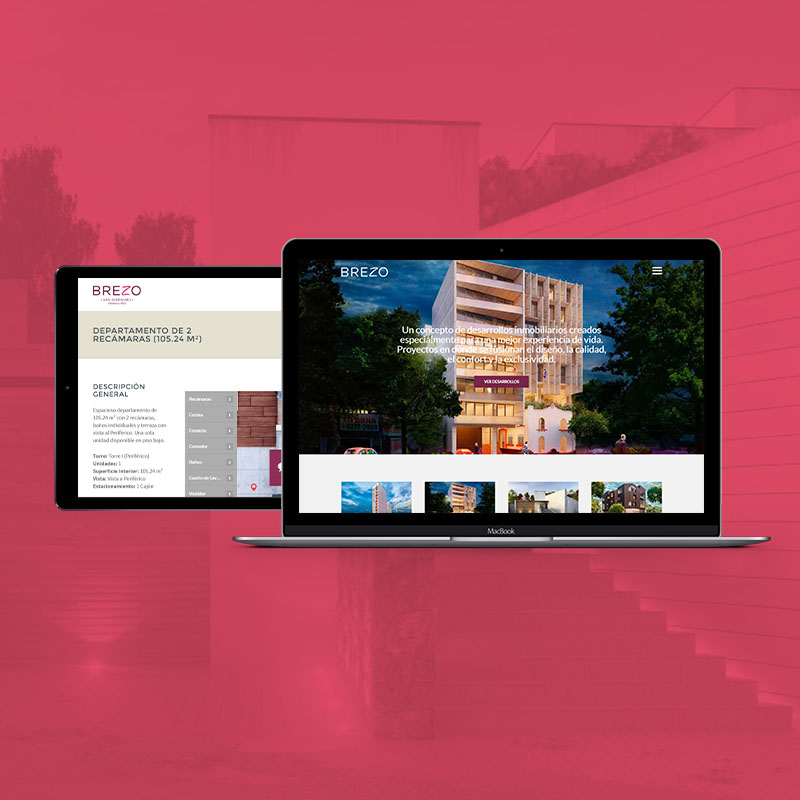 BREZO
DEPARTAMENTO DE 2
RECÁMARAS (105.24 M²)
DESCRIPCIÓN
GENERAL
Espacioso departamento de
105.24 m² con 2 recámaras,
baños individuales y terraza con
vista al Periférico. Una sola
unidad disponible en piso bajo.
Torre: Torre I (Periférico)
Unidades: 1
Superficie Interior: 105.24 m²
Vista: Vista a Periférico
Estacionamiento: 1 Cajón
Recámaras 2
Cocina 1
Estancia 1
Comedor 1
Baños
Cuarto de Lav ... 1
Vestidor 1
BREZO
Un concepto de desarrollos inmobiliarios creados
especialmente para una mejor experiencia de vida.
Proyectos en donde se fusionan el diseño, la calidad,
el confort y la exclusividad.
VER DESARROLLOS
MacBook